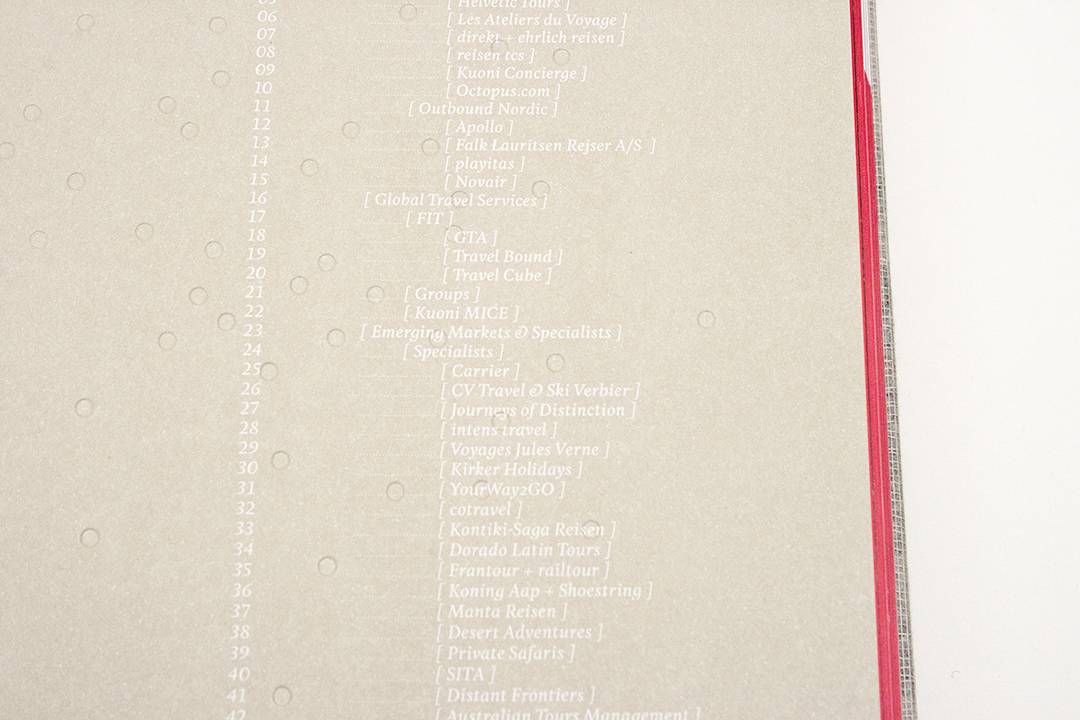 05 [ Helvetic Tours ]
06 [ Les Ateliers du Voyage ]
07 [ direkt + ehrlich reisen ]
08 [ reisen tcs ]
09 [ Kuoni Concierge ]
10 [ Octopus.com ]
11 [ Outbound Nordic ]
12 [ Apollo ]
13 [ Falk Lauritsen Rejser A/S ]
14 [ playitas ]
15 [ Novair ]
16 [ Global Travel Services ]
17 [ FIT ]
18 [ GTA ]
19 [ Travel Bound ]
20 [ Travel Cube ]
21 [ Groups ]
22 [ Kuoni MICE ]
23 [ Emerging Markets & Specialists ]
24 [ Specialists ]
25 [ Carrier ]
26 [ CV Travel & Ski Verbier ]
27 [ Journeys of Distinction ]
28 [ intens travel ]
29 [ Voyages Jules Verne ]
30 [ Kirker Holidays ]
31 [ YourWay2GO ]
32 [ cotravel ]
33 [ Kontiki-Saga Reisen ]
34 [ Dorado Latin Tours ]
35 [ Frantour + railtour ]
36 [ Koning Aap + Shoestring ]
37 [ Manta Reisen ]
38 [ Desert Adventures ]
39 [ Private Safaris ]
40 [ SITA ]
41 [ Distant Frontiers ]
42 [ Australian Tours Management ]